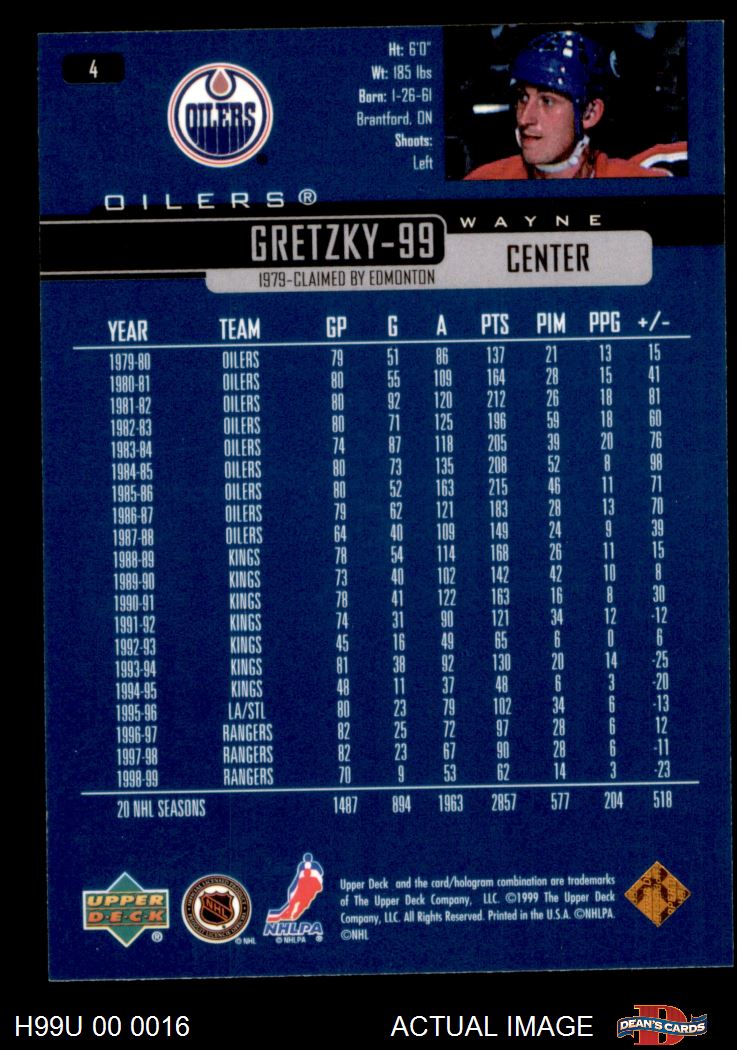 4
OILERS
Ht: 6'0"
Wt: 185 lbs
Born: 1-26-61
Brantford, ON
Shoots:
Left
OILERS®
WAYNE
GRETZKY-99
CENTER
1979-CLAIMED BY EDMONTON
YEAR TEAM GP G A PTS PIM PPG +/-
1979-80 OILERS 79 51 86 137 21 13 15
1980-81 OILERS 80 55 109 164 28 15 41
1981-82 OILERS 80 92 120 212 26 18 81
1982-83 OILERS 80 71 125 196 59 18 60
1983-84 OILERS 74 87 118 205 39 20 76
1984-85 OILERS 80 73 135 208 52 8 98
1985-86 OILERS 80 52 163 215 46 11 71
1986-87 OILERS 79 62 121 183 28 13 70
1987-88 OILERS 64 40 109 149 24 9 39
1988-89 KINGS 78 54 114 168 26 11 15
1989-90 KINGS 73 40 102 142 42 10 8
1990-91 KINGS 78 41 122 163 16 8 30
1991-92 KINGS 74 31 90 121 34 12 -12
1992-93 KINGS 45 16 49 65 6 0 6
1993-94 KINGS 81 38 92 130 20 14 -25
1994-95 KINGS 48 11 37 48 6 3 -20
1995-96 LA/STL 80 23 79 102 34 6 -13
1996-97 RANGERS 82 25 72 97 28 6 12
1997-98 RANGERS 82 23 67 90 28 6 -11
1998-99 RANGERS 70 9 53 62 14 3 -23
20 NHL SEASONS 1487 894 1963 2857 577 204 518
UPPER
DECK
®
NHL
© NHL
NHLPA
© NHLPA ®
Upper Deck and the card/hologram combination are trademarks
of The Upper Deck Company, LLC. ©1999 The Upper Deck
Company, LLC. All Rights Reserved. Printed in the U.S.A. ©NHLPA.
©NHL
H99U 00 0016
ACTUAL IMAGE
D
DEAN'S CARDS